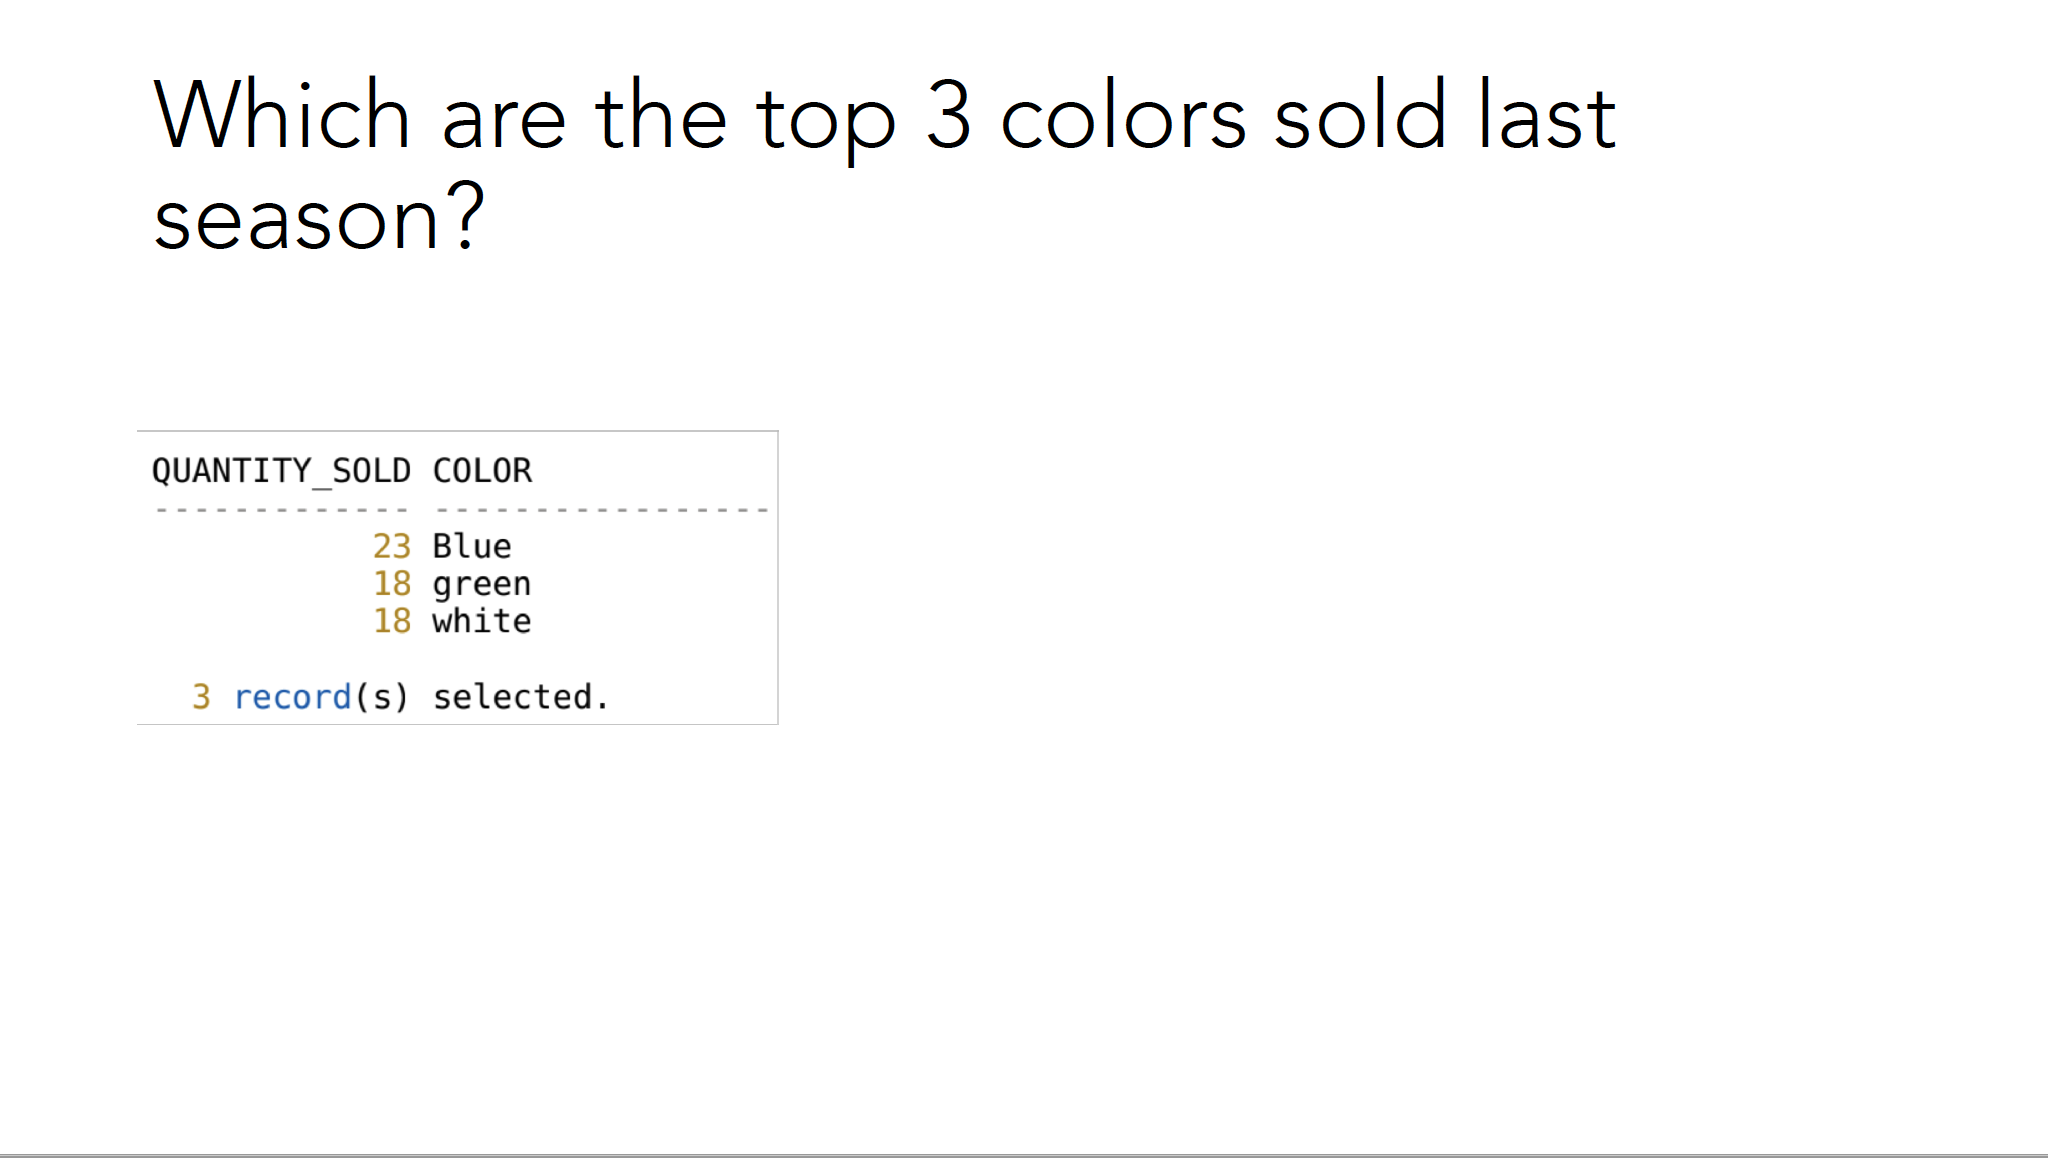 Which are the top 3 colors sold last
season?
QUANTITY_SOLD COLOR
------------- -----------------
23 Blue
18 green
18 white
3 record(s) selected.